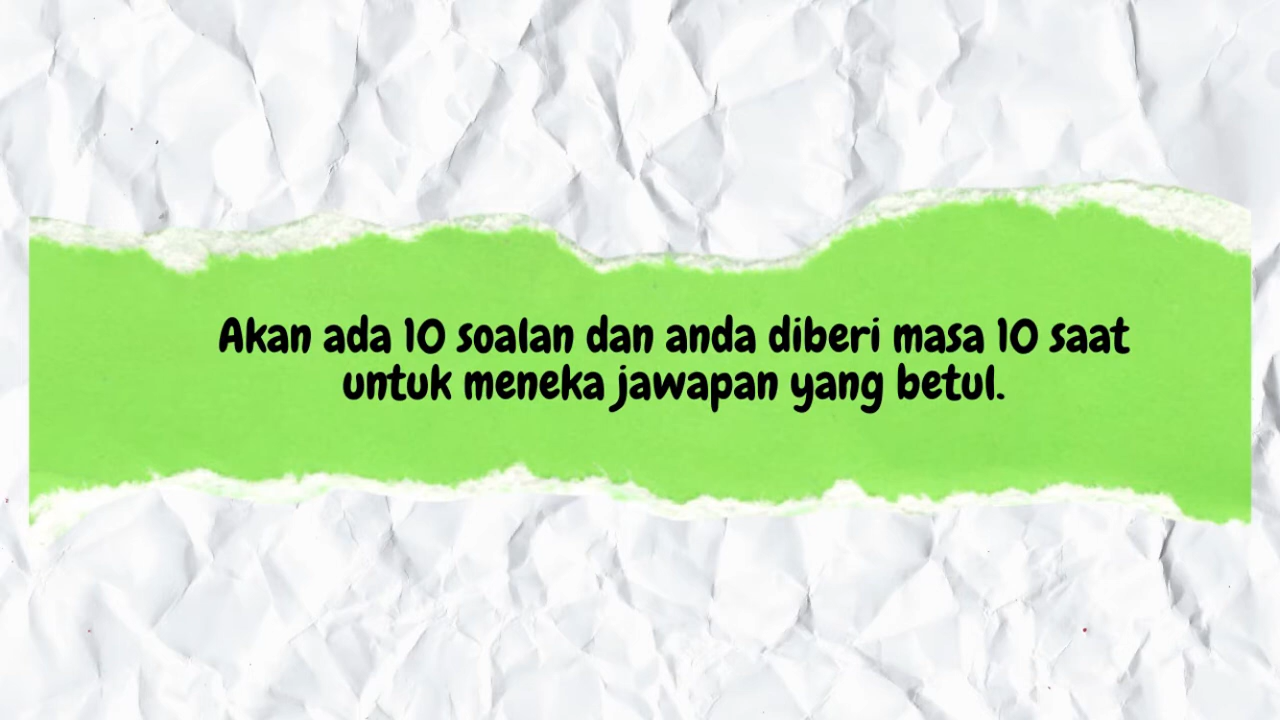 Akan ada 10 soalan dan anda diberi masa 10 saat
untuk meneka jawapan yang betul.